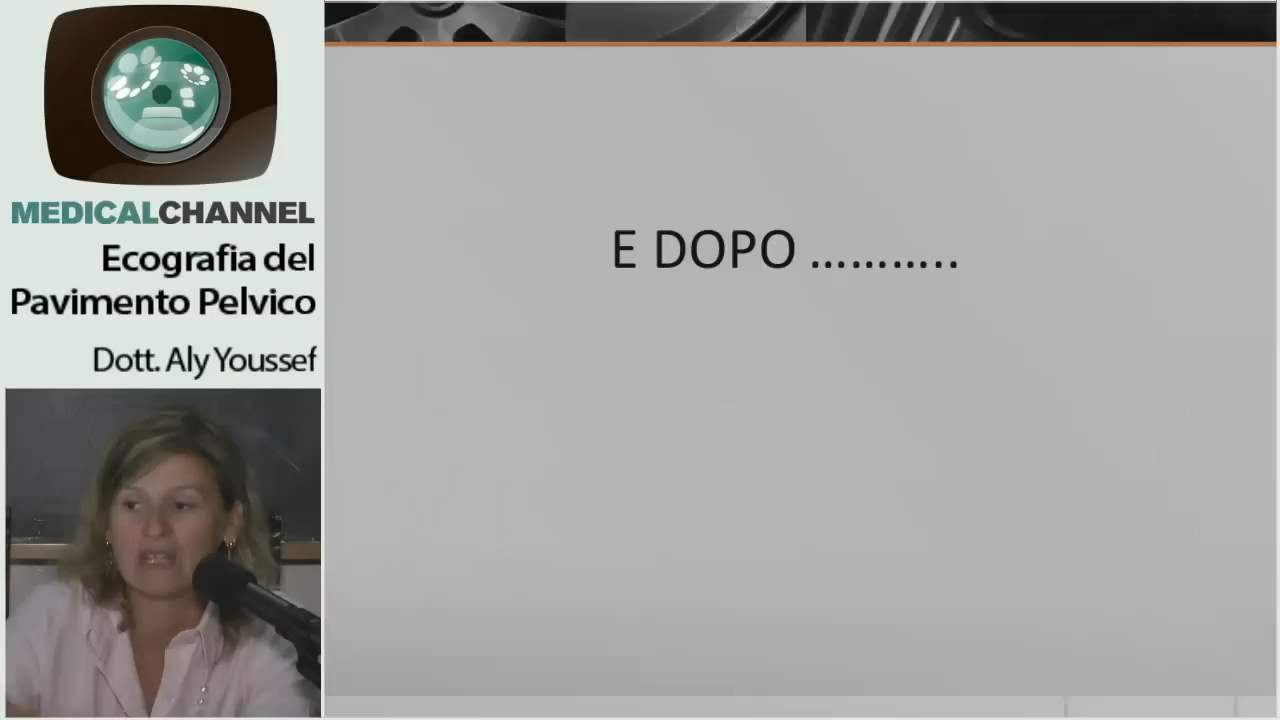 MEDICALCHANNEL
Ecografia del
Pavimento Pelvico
Dott. Aly Youssef
E DOPO ………..